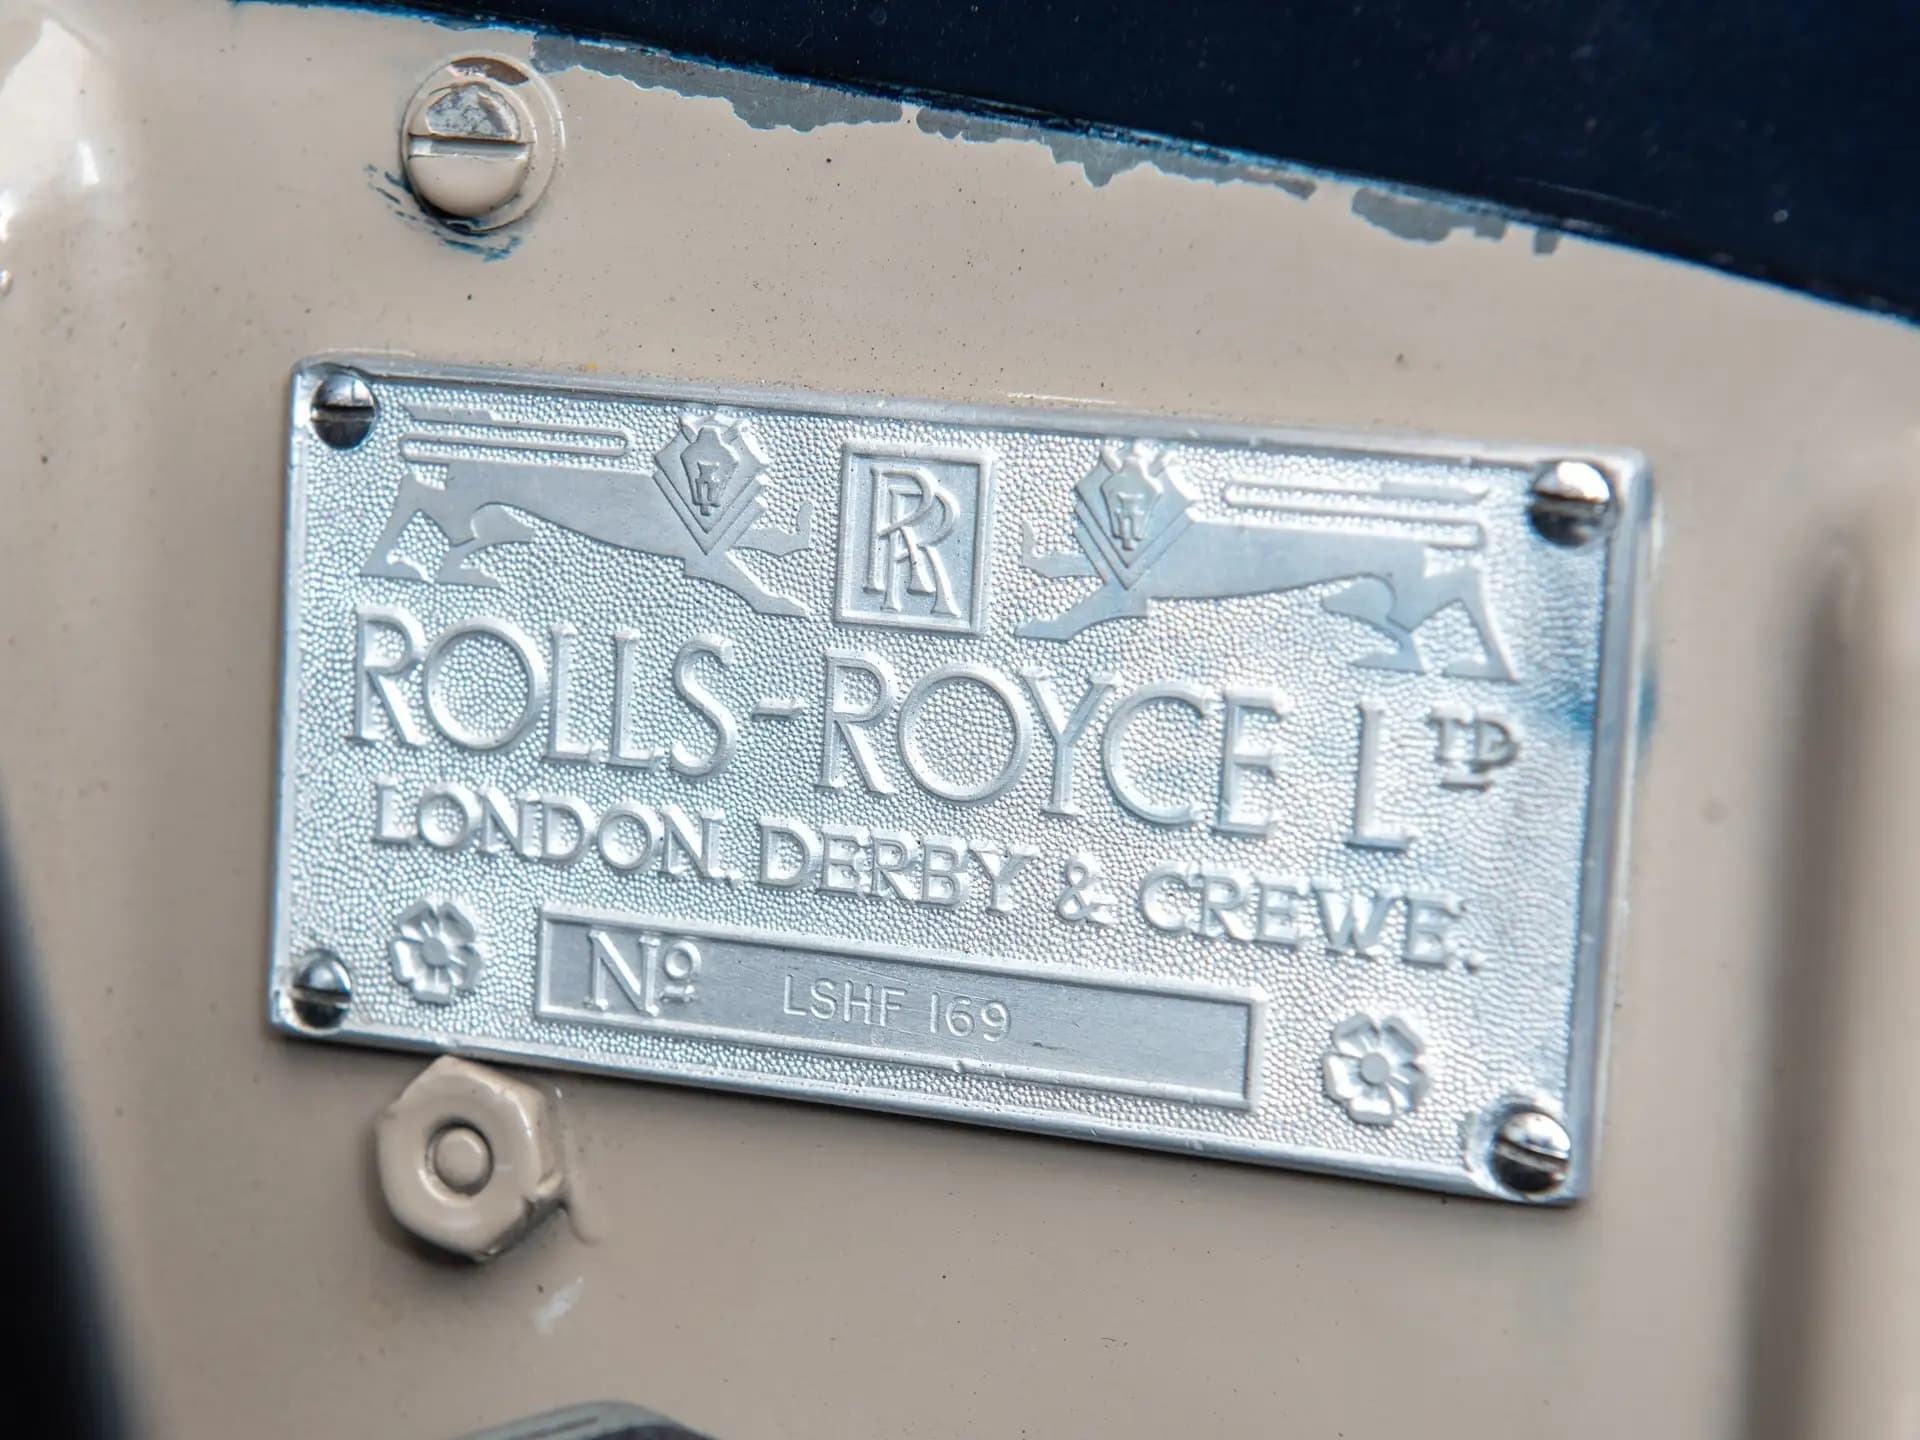 RR
ROLLS-ROYCE LTD
LONDON, DERBY & CREWE.
Nº LSHF 169